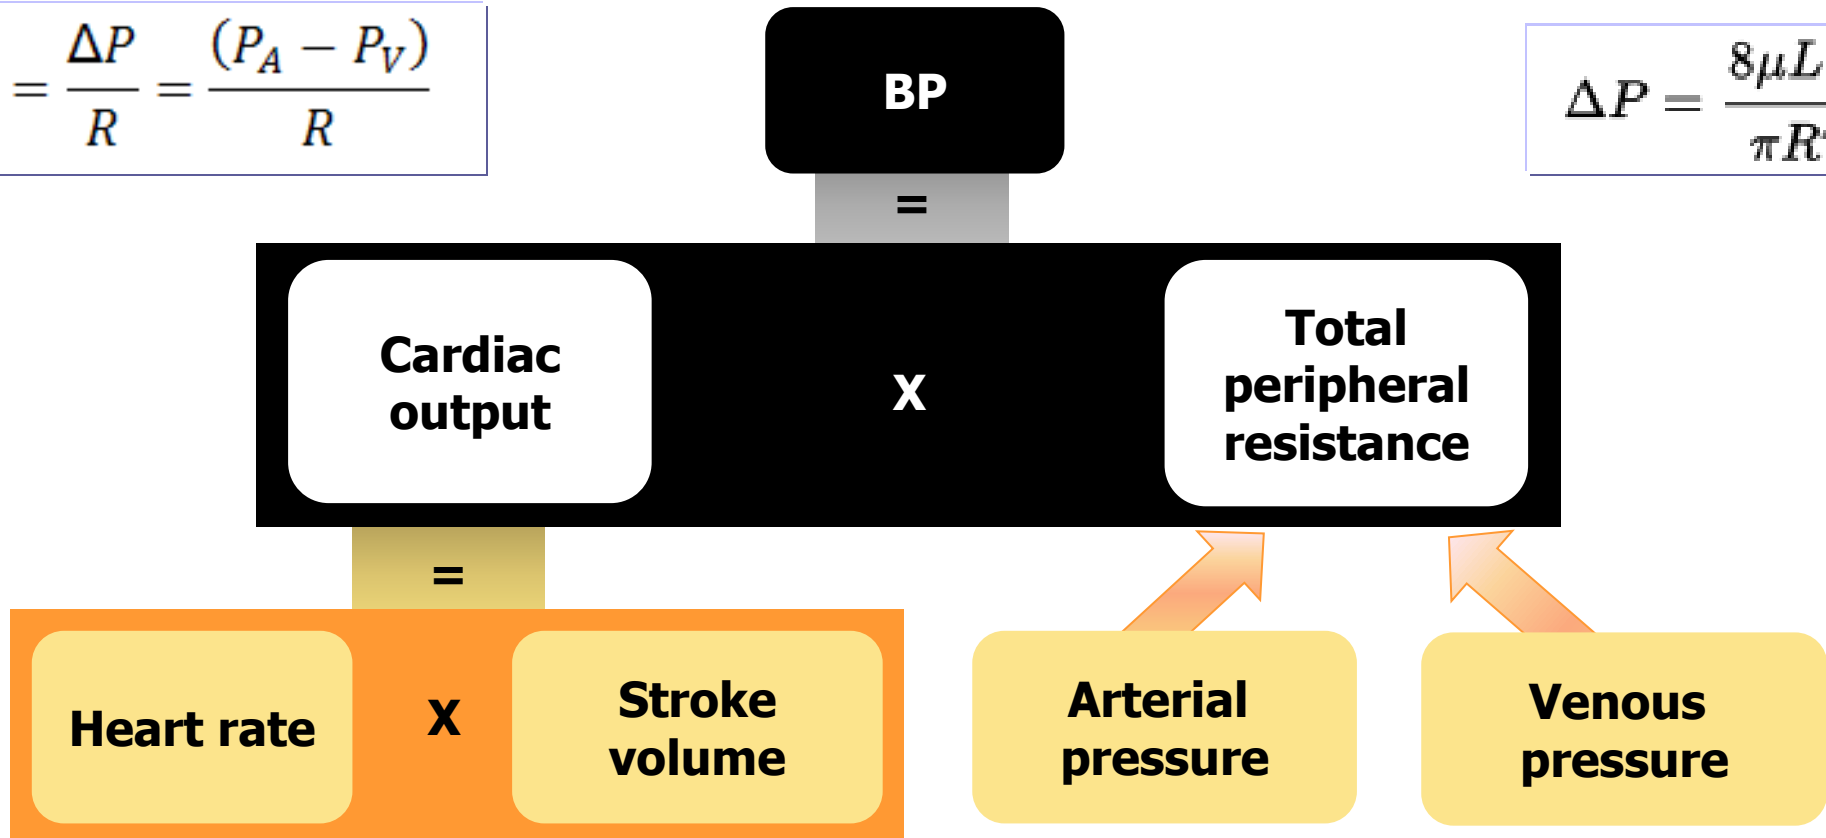 = ΔP/R = (P_A − P_V)/R
BP
ΔP = 8μL/πR
=
Cardiac
output
X
Total
peripheral
resistance
=
Heart rate
X
Stroke
volume
Arterial
pressure
Venous
pressure